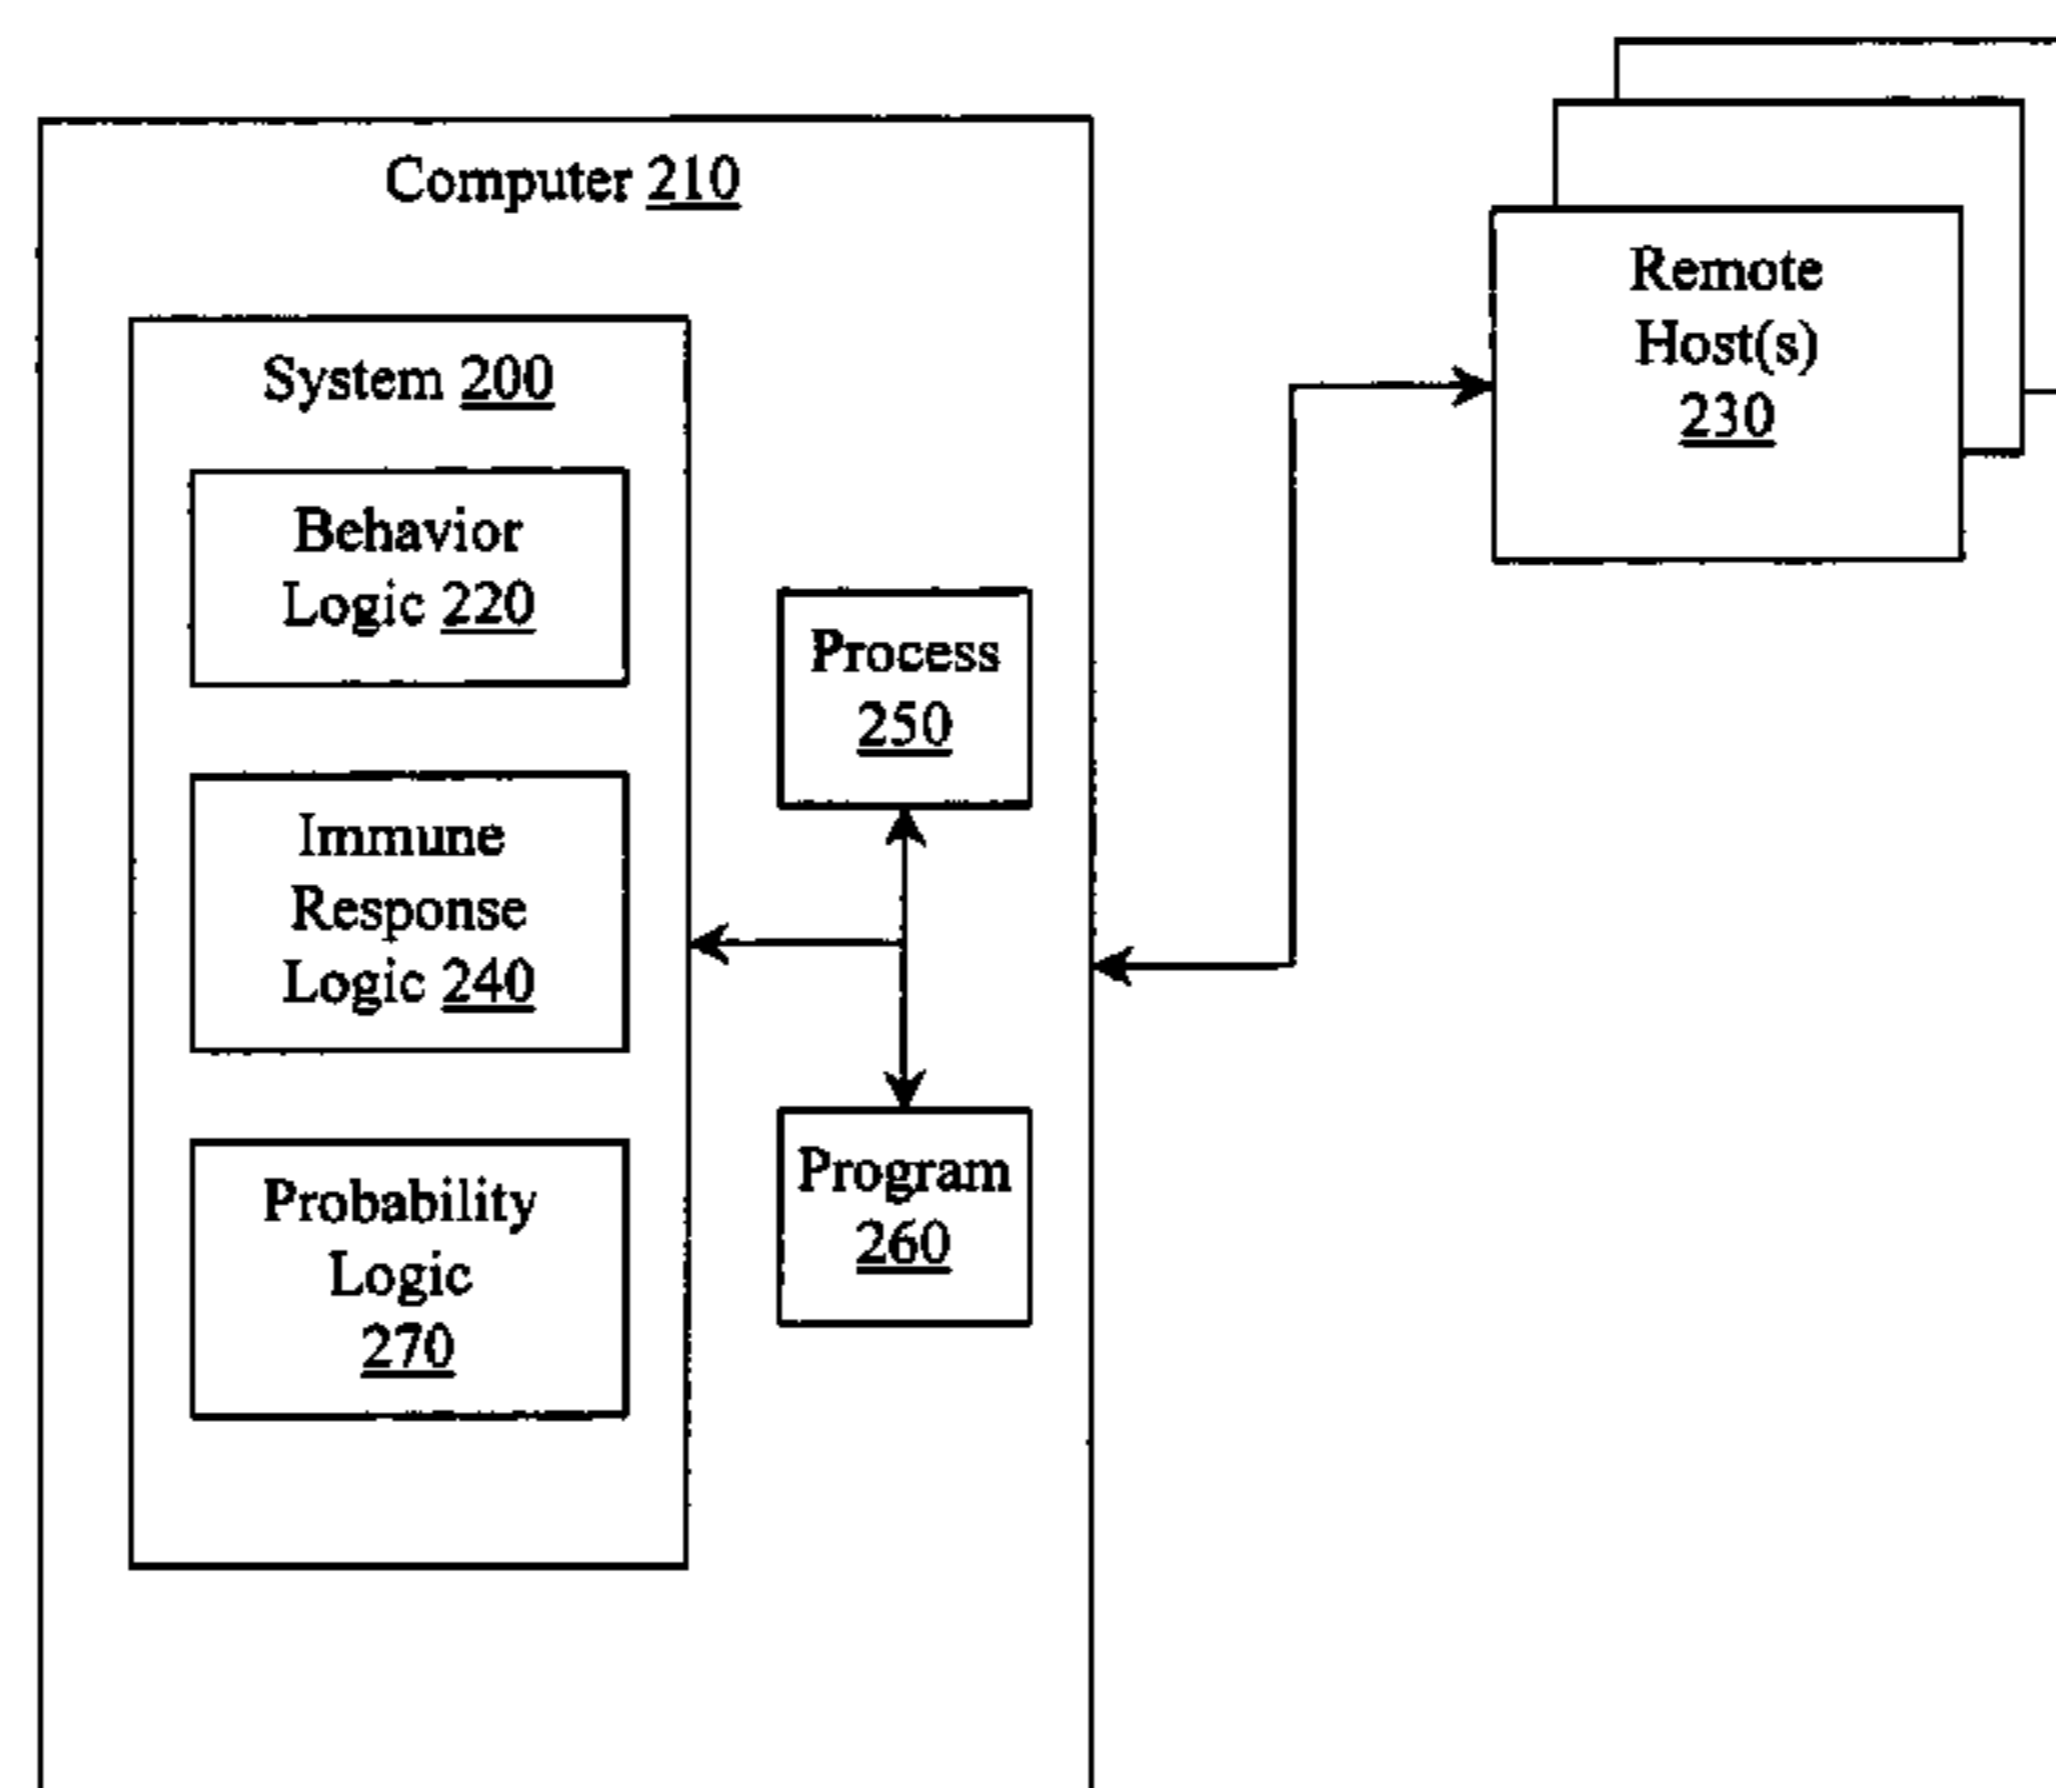 Computer 210
System 200
Behavior
Logic 220
Immune
Response
Logic 240
Probability
Logic
270
Process
250
Program
260
Remote
Host(s)
230